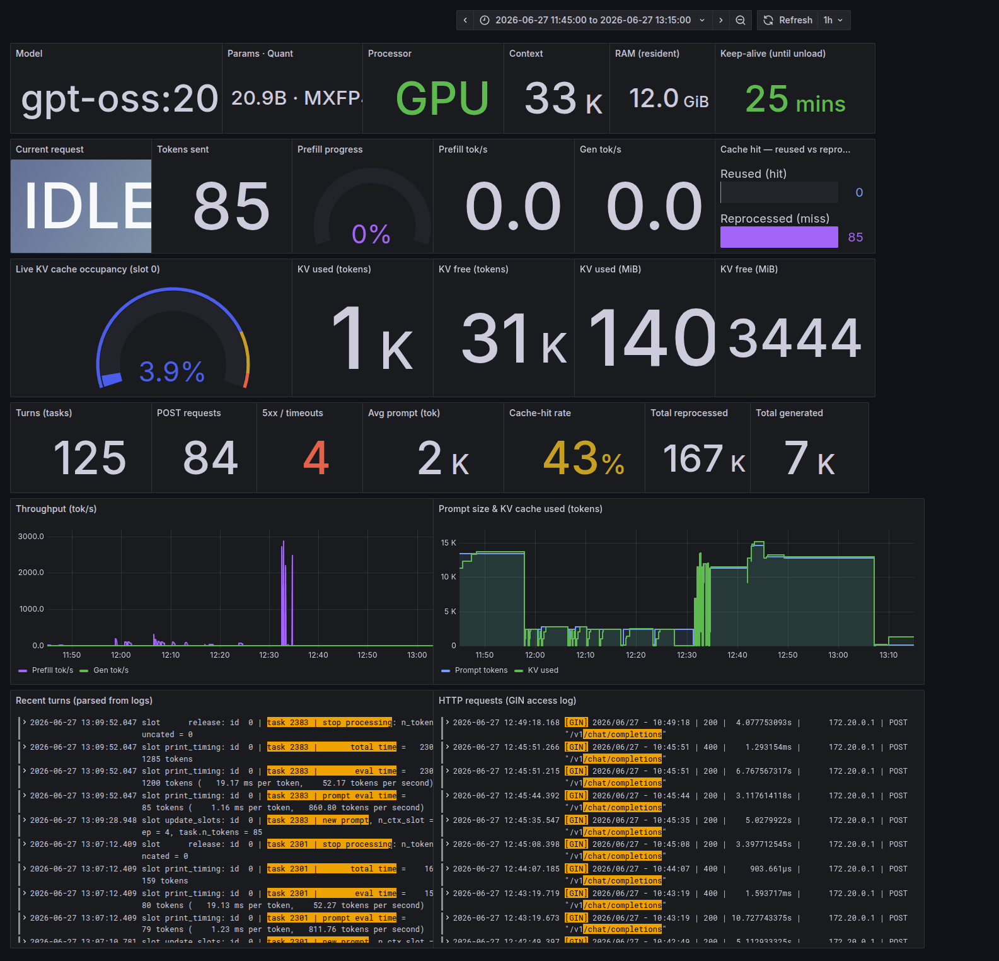 2026-06-27 11:45:00 to 2026-06-27 13:15:00
Refresh 1h
Model
gpt-oss:20
Params · Quant
20.9B · MXFP
Processor
GPU
Context
33 K
RAM (resident)
12.0 GiB
Keep-alive (until unload)
25 mins
Current request
IDLE
Tokens sent
85
Prefill progress
0%
Prefill tok/s
0.0
Gen tok/s
0.0
Cache hit — reused vs repro...
Reused (hit)
0
Reprocessed (miss)
85
Live KV cache occupancy (slot 0)
3.9%
KV used (tokens)
1 K
KV free (tokens)
31 K
KV used (MiB)
140
KV free (MiB)
3444
Turns (tasks)
125
POST requests
84
5xx / timeouts
4
Avg prompt (tok)
2 K
Cache-hit rate
43%
Total reprocessed
167 K
Total generated
7 K
Throughput (tok/s)
3000.0
2000.0
1000.0
0.0
11:50 12:00 12:10 12:20 12:30 12:40 12:50 13:00
Prefill tok/s Gen tok/s
Prompt size & KV cache used (tokens)
15 K
10 K
5 K
0
11:50 12:00 12:10 12:20 12:30 12:40 12:50 13:00 13:10
Prompt tokens KV used
Recent turns (parsed from logs)
2026-06-27 13:09:52.047 slot release: id 0 | task 2383 | stop processing: n_token
uncated = 0
2026-06-27 13:09:52.047 slot print_timing: id 0 | task 2383 | total time = 230
1285 tokens
2026-06-27 13:09:52.047 slot print_timing: id 0 | task 2383 | eval time = 230
1200 tokens ( 19.17 ms per token, 52.17 tokens per second)
2026-06-27 13:09:52.047 slot print_timing: id 0 | task 2383 | prompt eval time =
85 tokens ( 1.16 ms per token, 860.80 tokens per second)
2026-06-27 13:09:28.948 slot update_slots: id 0 | task 2383 | new prompt, n_ctx_slot =
ep = 4, task.n_tokens = 85
2026-06-27 13:07:12.409 slot release: id 0 | task 2301 | stop processing: n_token
ncated = 0
2026-06-27 13:07:12.409 slot print_timing: id 0 | task 2301 | total time = 16
159 tokens
2026-06-27 13:07:12.409 slot print_timing: id 0 | task 2301 | eval time = 15
80 tokens ( 19.13 ms per token, 52.27 tokens per second)
2026-06-27 13:07:12.409 slot print_timing: id 0 | task 2301 | prompt eval time =
79 tokens ( 1.23 ms per token, 811.76 tokens per second)
2026-06-27 13:07:10.781 slot update_slots: id 0 | task 2301 | new prompt, n_ctx_slot =
HTTP requests (GIN access log)
2026-06-27 12:49:18.168 [GIN] 2026/06/27 - 10:49:18 | 200 | 4.077753093s | 172.20.0.1 | POST
"/v1/chat/completions"
2026-06-27 12:45:51.266 [GIN] 2026/06/27 - 10:45:51 | 400 | 1.293154ms | 172.20.0.1 | POST
"/v1/chat/completions"
2026-06-27 12:45:51.215 [GIN] 2026/06/27 - 10:45:51 | 200 | 6.767567317s | 172.20.0.1 | POST
"/v1/chat/completions"
2026-06-27 12:45:44.392 [GIN] 2026/06/27 - 10:45:44 | 200 | 3.117614118s | 172.20.0.1 | POST
"/v1/chat/completions"
2026-06-27 12:45:35.547 [GIN] 2026/06/27 - 10:45:35 | 200 | 5.0279922s | 172.20.0.1 | POST
"/v1/chat/completions"
2026-06-27 12:45:08.398 [GIN] 2026/06/27 - 10:45:08 | 200 | 3.397712545s | 172.20.0.1 | POST
"/v1/chat/completions"
2026-06-27 12:44:07.185 [GIN] 2026/06/27 - 10:44:07 | 400 | 903.661µs | 172.20.0.1 | POST
"/v1/chat/completions"
2026-06-27 12:43:19.719 [GIN] 2026/06/27 - 10:43:19 | 400 | 1.593717ms | 172.20.0.1 | POST
"/v1/chat/completions"
2026-06-27 12:43:19.673 [GIN] 2026/06/27 - 10:43:19 | 200 | 10.727743375s | 172.20.0.1 | POST
"/v1/chat/completions"
2026-06-27 12:42:49.397 [GIN] 2026/06/27 - 10:42:49 | 200 | 5.112933325s | 172.20.0.1 | POST